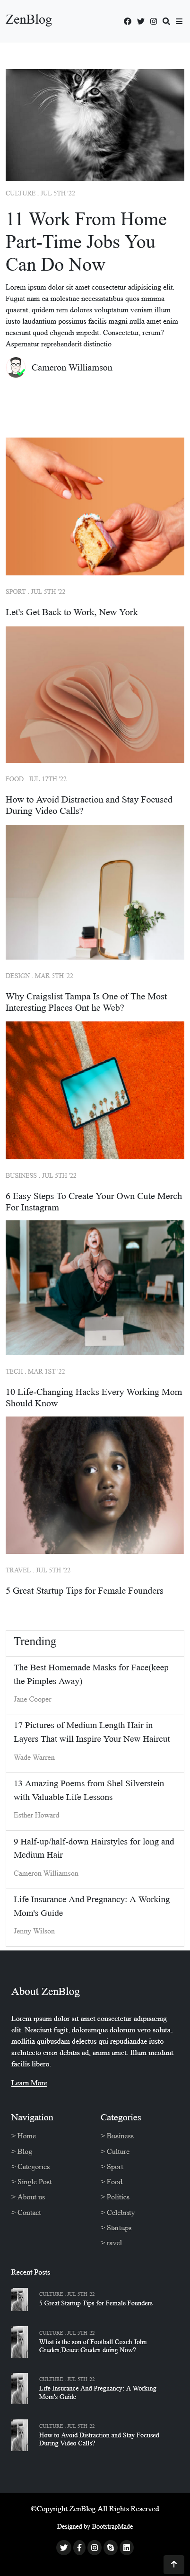 ZenBlog
CULTURE . JUL 5TH '22
11 Work From Home
Part-Time Jobs You
Can Do Now
Lorem ipsum dolor sit amet consectetur adipisicing elit.
Fugiat nam ea nemo necessitatibus quos minima
quaerat, quidem rem dolores voluptatum veniam illum
iusto laudantium possimus facilis magni nulla amet enim
nesciunt quod eligendi impedit. Consectetur, rerum?
Aspernatur reprehenderit distinctio
Cameron Williamson
SPORT . JUL 5TH '22
Let's Get Back to Work, New York
FOOD . JUL 17TH '22
How to Avoid Distraction and Stay Focused
During Video Calls?
DESIGN . MAR 5TH '22
Why Craigslist Tampa Is One of The Most
Interesting Places Ont he Web?
BUSINESS . JUL 5TH '22
6 Easy Steps To Create Your Own Cute Merch
For Instagram
TECH . MAR 1ST '22
10 Life-Changing Hacks Every Working Mom
Should Know
TRAVEL . JUL 5TH '22
5 Great Startup Tips for Female Founders
Trending
The Best Homemade Masks for Face(keep
the Pimples Away)
Jane Cooper
17 Pictures of Medium Length Hair in
Layers That will Inspire Your New Haircut
Wade Warren
13 Amazing Poems from Shel Silverstein
with Valuable Life Lessons
Esther Howard
9 Half-up/half-down Hairstyles for long and
Medium Hair
Cameron Williamson
Life Insurance And Pregnancy: A Working
Mom's Guide
Jenny Wilson
About ZenBlog
Lorem ipsum dolor sit amet consectetur adipisicing
elit. Nesciunt fugit, doloremque dolorum vero soluta,
mollitia quibusdam delectus qui repudiandae iusto
architecto error debitis ad, animi amet. Illum incidunt
facilis libero.
Learn More
Navigation
> Home
> Blog
> Categories
> Single Post
> About us
> Contact
Categories
> Business
> Culture
> Sport
> Food
> Politics
> Celebrity
> Startups
> ravel
Recent Posts
CULTURE . JUL 5TH '22
5 Great Startup Tips for Female Founders
CULTURE . JUL 5TH '22
What is the son of Football Coach John
Gruden,Deuce Gruden doing Now?
CULTURE . JUL 5TH '22
Life Insurance And Pregnancy: A Working
Mom's Guide
CULTURE . JUL 5TH '22
How to Avoid Distraction and Stay Focused
During Video Calls?
©Copyright ZenBlog.All Rights Reserved
Designed by BootstrapMade